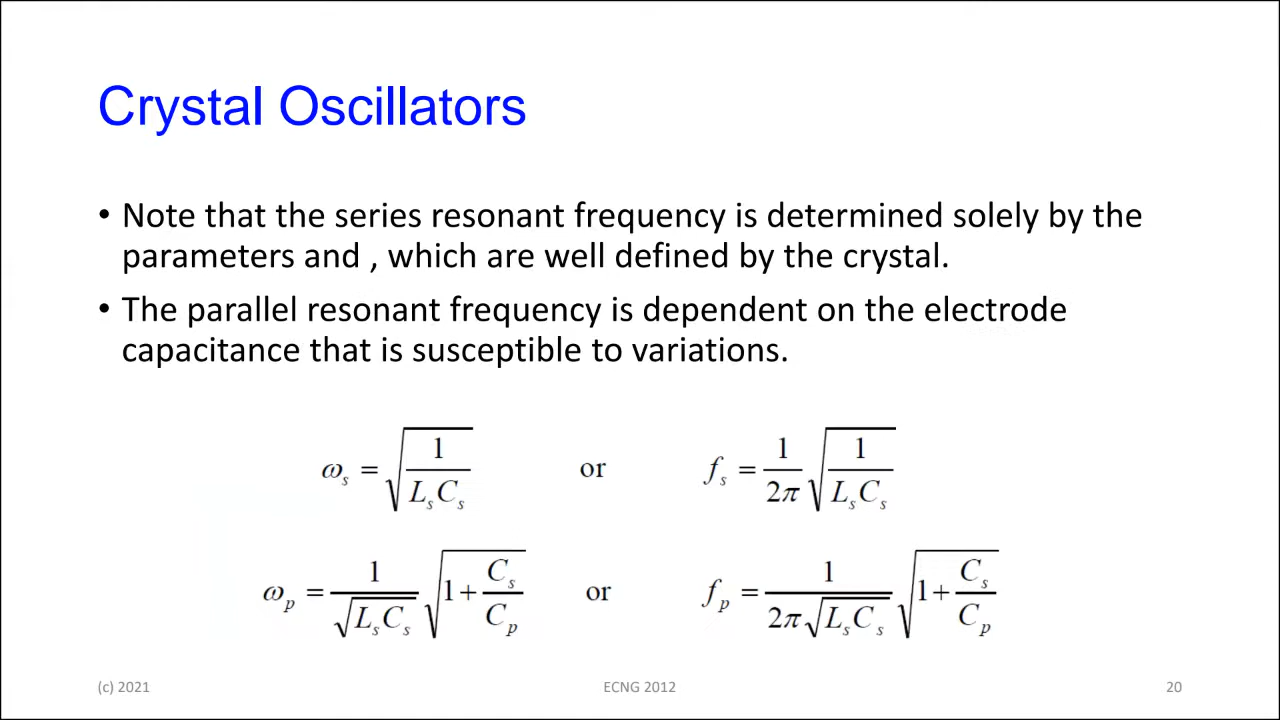 Crystal Oscillators
• Note that the series resonant frequency is determined solely by the
parameters and , which are well defined by the crystal.
• The parallel resonant frequency is dependent on the electrode
capacitance that is susceptible to variations.
ω_s = √(1/(L_s C_s)) or f_s = 1/(2π) √(1/(L_s C_s))
ω_p = 1/√(L_s C_s) √(1 + C_s/C_p) or f_p = 1/(2π√(L_s C_s)) √(1 + C_s/C_p)
(c) 2021 ECNG 2012 20